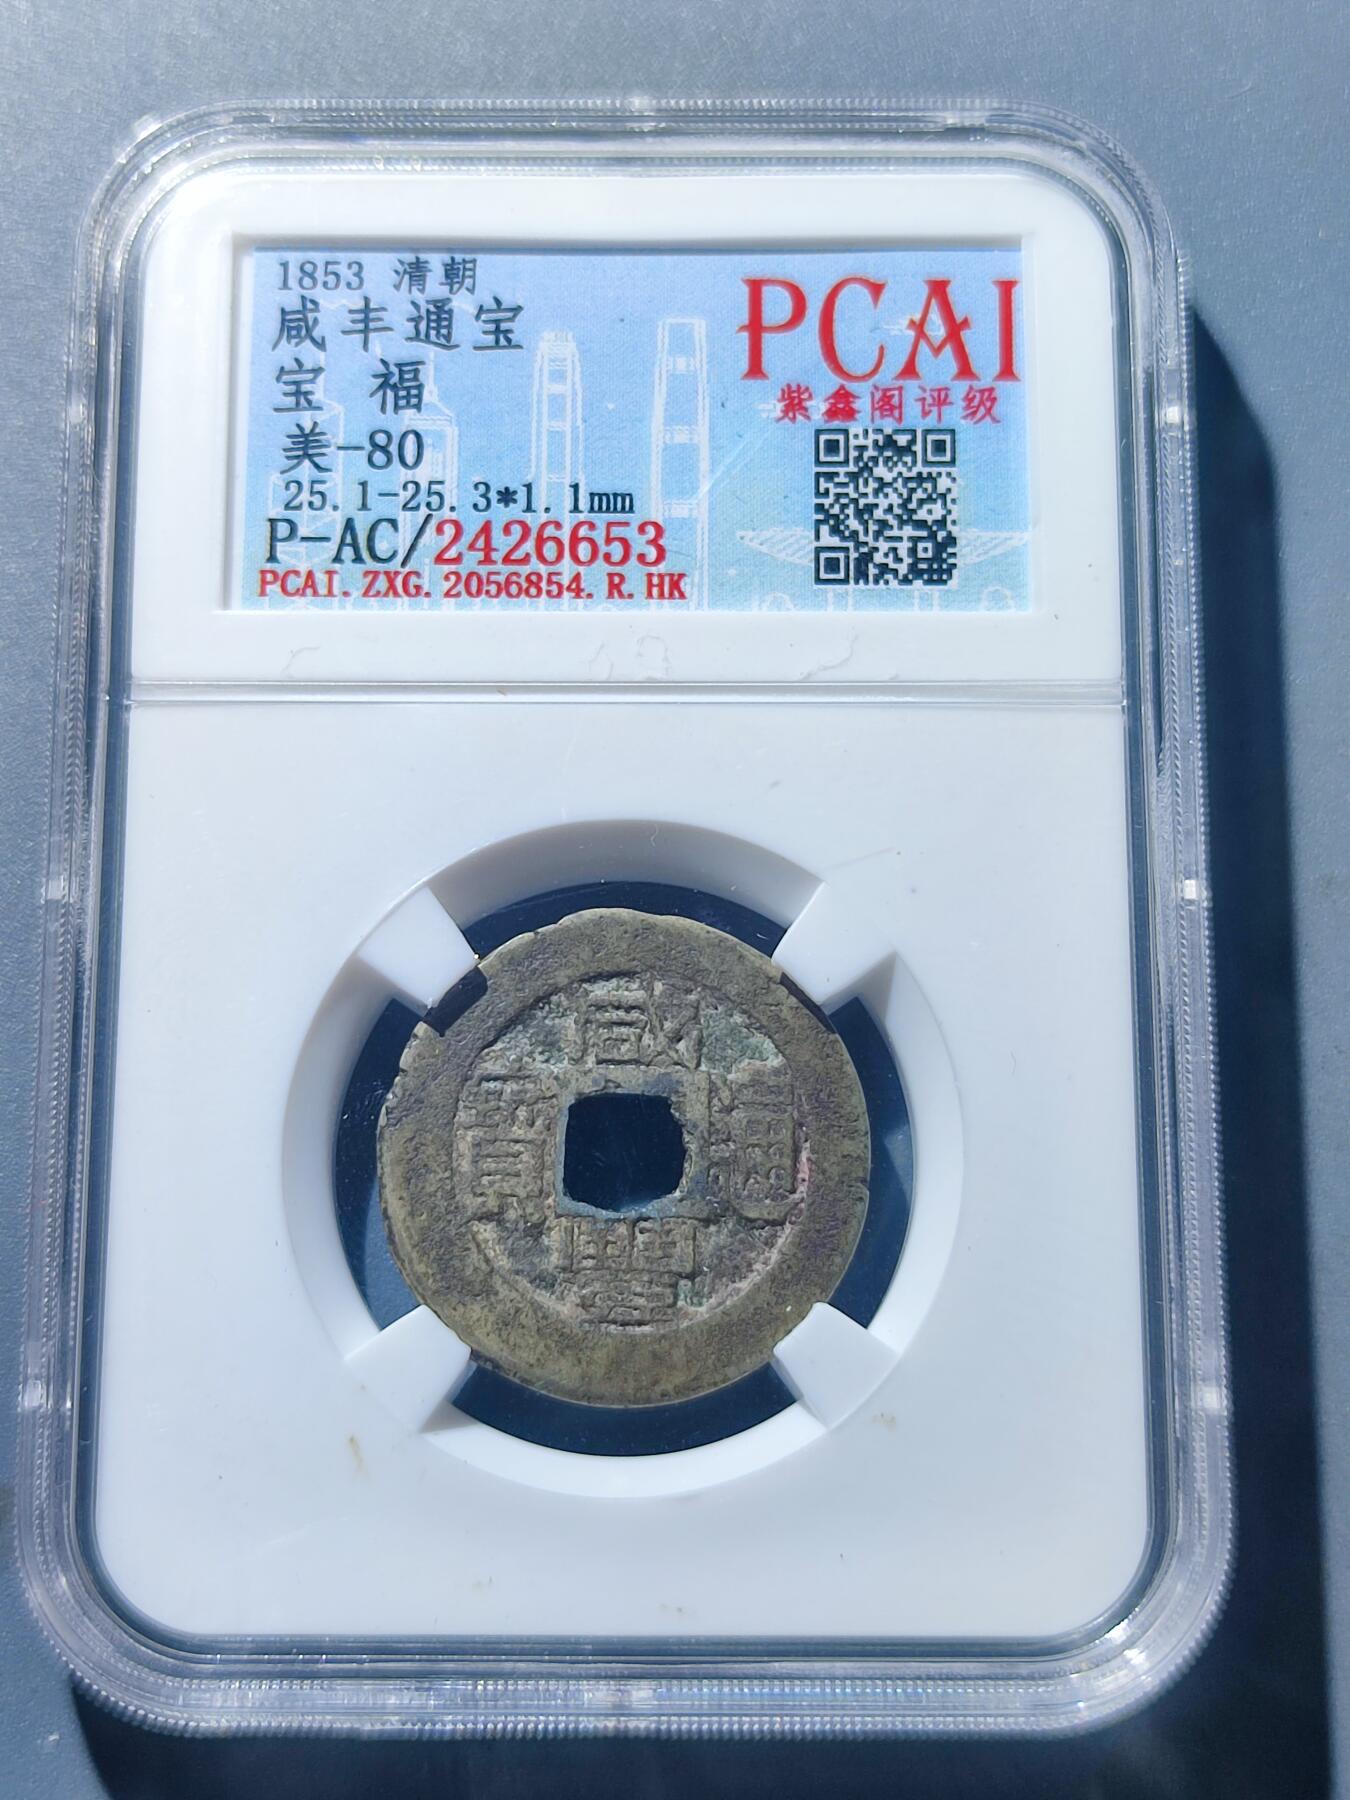 1853 清朝
咸丰通宝
宝 福
美-80
25.1-25.3*1.1mm
P-AC/2426653
PCAI.ZXG.2056854.R.HK
PCAI
紫鑫阁评级
咸豐通寶